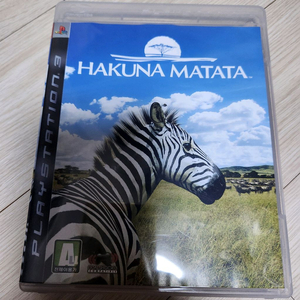 HAKUNA MATATA
PLAYSTATION 3